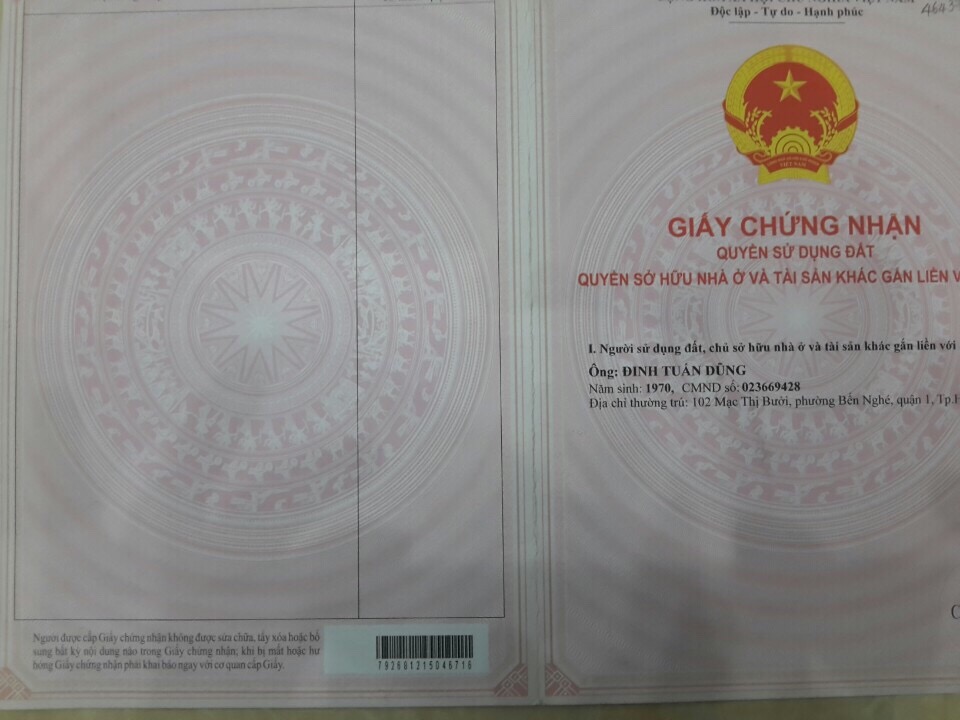 Người được cấp Giấy chứng nhận không được sửa chữa, tẩy xóa hoặc bổ
sung bất kỳ nội dung nào trong Giấy chứng nhận; khi bị mất hoặc hư
hỏng Giấy chứng nhận phải khai báo ngay với cơ quan cấp Giấy.
792681215046716
Độc lập - Tự do - Hạnh phúc
VIỆT NAM
GIẤY CHỨNG NHẬN
QUYỀN SỬ DỤNG ĐẤT
QUYỀN SỞ HỮU NHÀ Ở VÀ TÀI SẢN KHÁC GẮN LIỀN V
I. Người sử dụng đất, chủ sở hữu nhà ở và tài sản khác gắn liền với
Ông: ĐINH TUẤN DŨNG
Năm sinh: 1970, CMND số: 023669428
Địa chỉ thường trú: 102 Mạc Thị Bưởi, phường Bến Nghé, quận 1, Tp.H
C